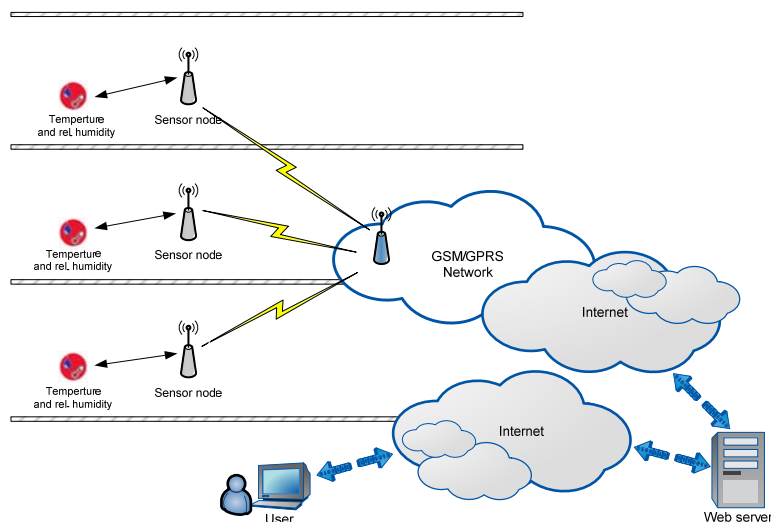 Temperture
and rel. humidity
Sensor node
Temperture
and rel. humidity
Sensor node
GSM/GPRS
Network
Internet
Temperture
and rel. humidity
Sensor node
Internet
User
Web server